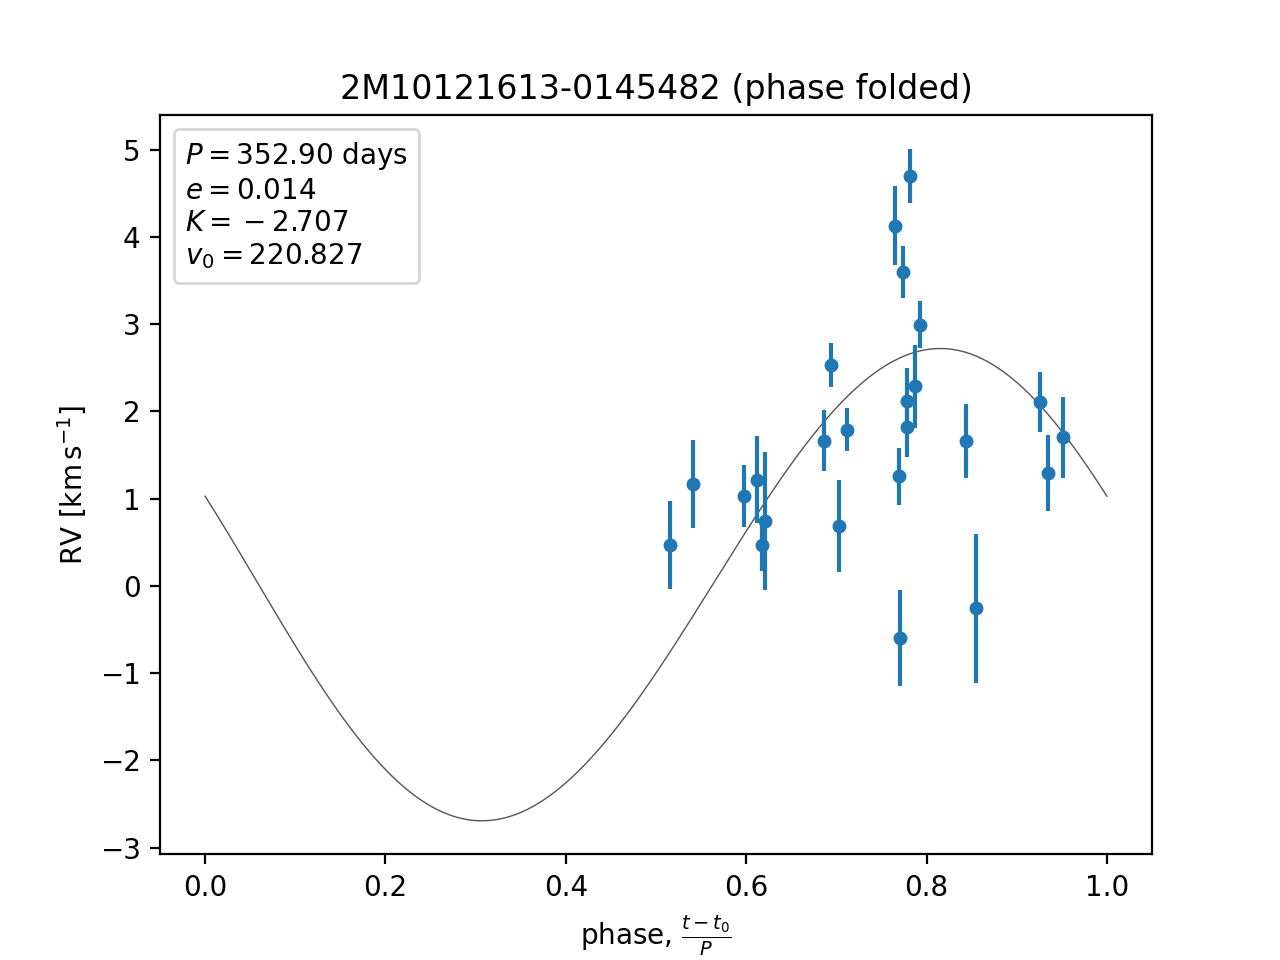 2M10121613-0145482 (phase folded)
P = 352.90 days
e = 0.014
K = −2.707
v₀ = 220.827
5
4
3
2
1
0
−1
−2
−3
RV [km s⁻¹]
0.0 0.2 0.4 0.6 0.8 1.0
phase, (t − t₀)/P